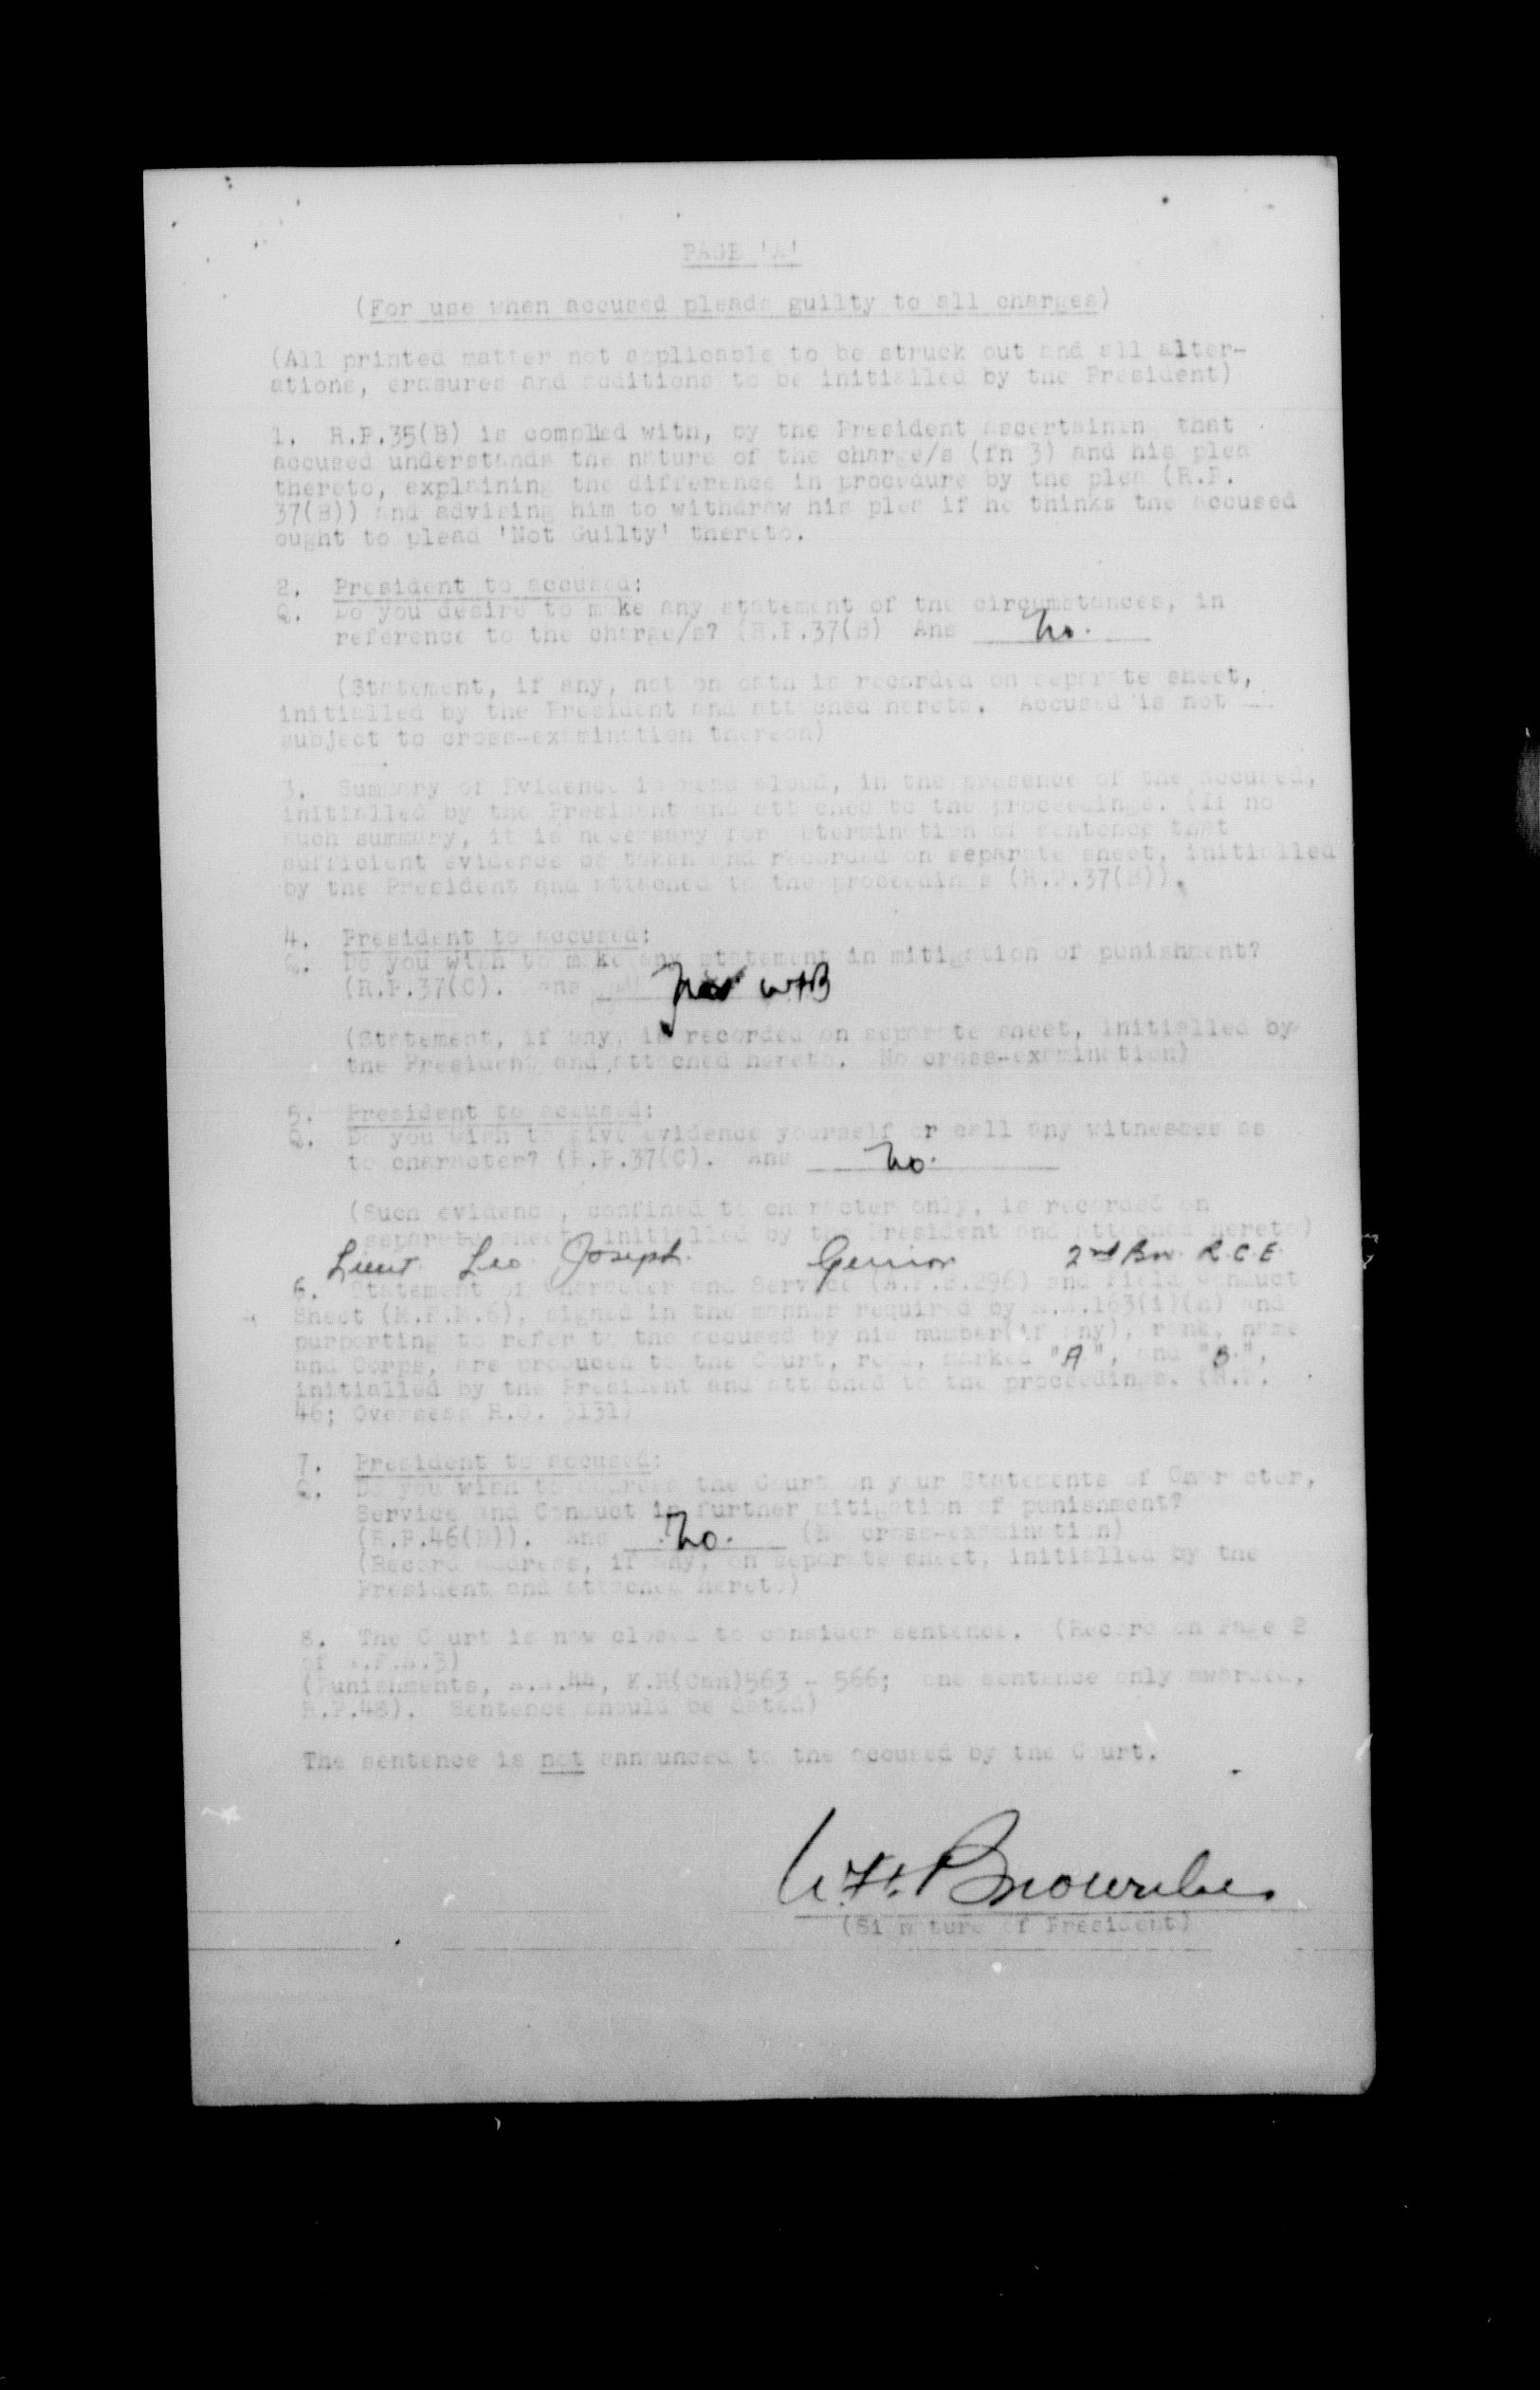 PAGE 'A'
(For use when accused pleads guilty to all charges)
(All printed matter not applicable to be struck out and all alter-
ations, erasures and additions to be initialled by the President)
1. R.P.35(B) is complied with, by the President ascertaining that
accused understands the nature of the charge/s (fn 3) and his plea
thereto, explaining the difference in procedure by the plea (R.P.
37(B)) and advising him to withdraw his plea if he thinks the accused
ought to plead 'Not Guilty' thereto.
2. President to accused:
Q. Do you desire to make any statement of the circumstances, in
reference to the charge/s? (R.P.37(B) Ans No.
(Statement, if any, not on oath is recorded on separate sheet,
initialled by the President and attached hereto. Accused is not
subject to cross-examination thereon)
3. Summary of Evidence is read aloud, in the presence of the accused,
initialled by the President and attached to the proceedings. (If no
such summary, it is necessary for determination of sentence that
sufficient evidence be taken and recorded on separate sheet, initialled
by the President and attached to the proceedings (R.P.37(B)).
4. President to accused:
Q. Do you wish to make any statement in mitigation of punishment?
(R.P.37(C). Ans WHB
(Statement, if any, is recorded on separate sheet, initialled by
the President and attached hereto. No cross-examination)
5. President to accused:
Q. Do you wish to give evidence yourself or call any witnesses as
to character? (R.P.37(C). Ans No.
(Such evidence, confined to character only, is recorded on
separate sheet, initialled by the President and attached hereto)
Lieut. Leo Joseph 2nd Bn. R.C.E.
6. Statement of Character and Service (A.F.B.296) and Field Conduct
Sheet (M.F.M.6), signed in the manner required by A.A.163(1)(h) and
purporting to refer to the accused by his number(if any), rank, name
and Corps, are produced to the Court, read, marked "A", and "B",
initialled by the President and attached to the proceedings. (R.P.
46; Overseas R.O. 3131)
7. President to accused:
Q. Do you wish to address the Court on your Statements of Character,
Service and Conduct in further mitigation of punishment?
(R.P.46(D)). Ans No. (No cross-examination)
(Record address, if any, on separate sheet, initialled by the
President and attached hereto)
8. The Court is now closed to consider sentence. (Record on Page 2
of A.F.A.3)
(Punishments, A.A.44, K.R(Can)563 - 566; one sentence only awarded,
R.P.48). Sentence should be dated)
The sentence is not announced to the accused by the Court.
(Signature of President)